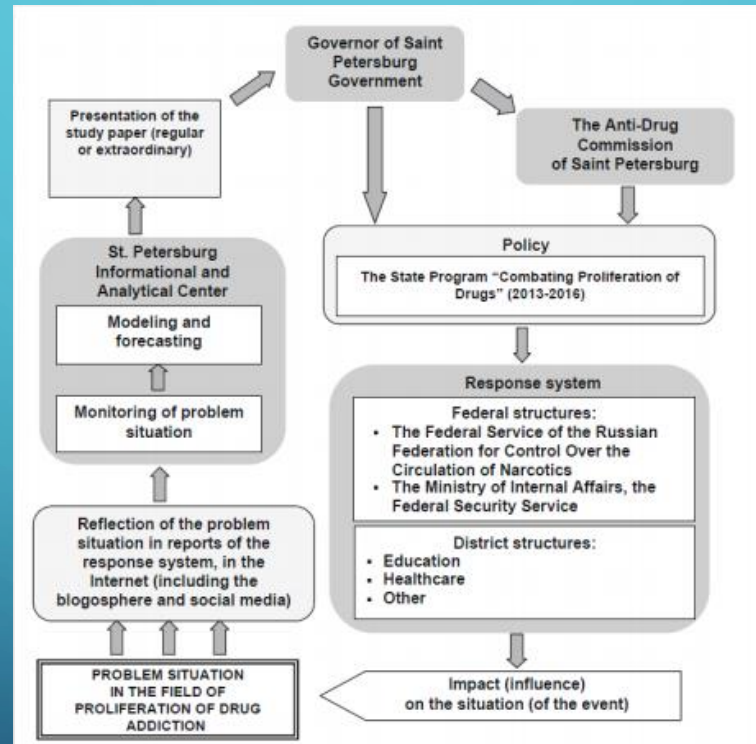 Governor of Saint
Petersburg
Government
Presentation of the
study paper (regular
or extraordinary)
The Anti-Drug
Commission
of Saint Petersburg
St. Petersburg
Informational and
Analytical Center
Modeling and
forecasting
Monitoring of problem
situation
Policy
The State Program “Combating Proliferation of
Drugs” (2013-2016)
Response system
Federal structures:
• The Federal Service of the Russian
Federation for Control Over the
Circulation of Narcotics
• The Ministry of Internal Affairs, the
Federal Security Service
District structures:
• Education
• Healthcare
• Other
Reflection of the problem
situation in reports of the
response system, in the
Internet (including the
blogosphere and social media)
PROBLEM SITUATION
IN THE FIELD OF
PROLIFERATION OF DRUG
ADDICTION
Impact (influence)
on the situation (of the event)